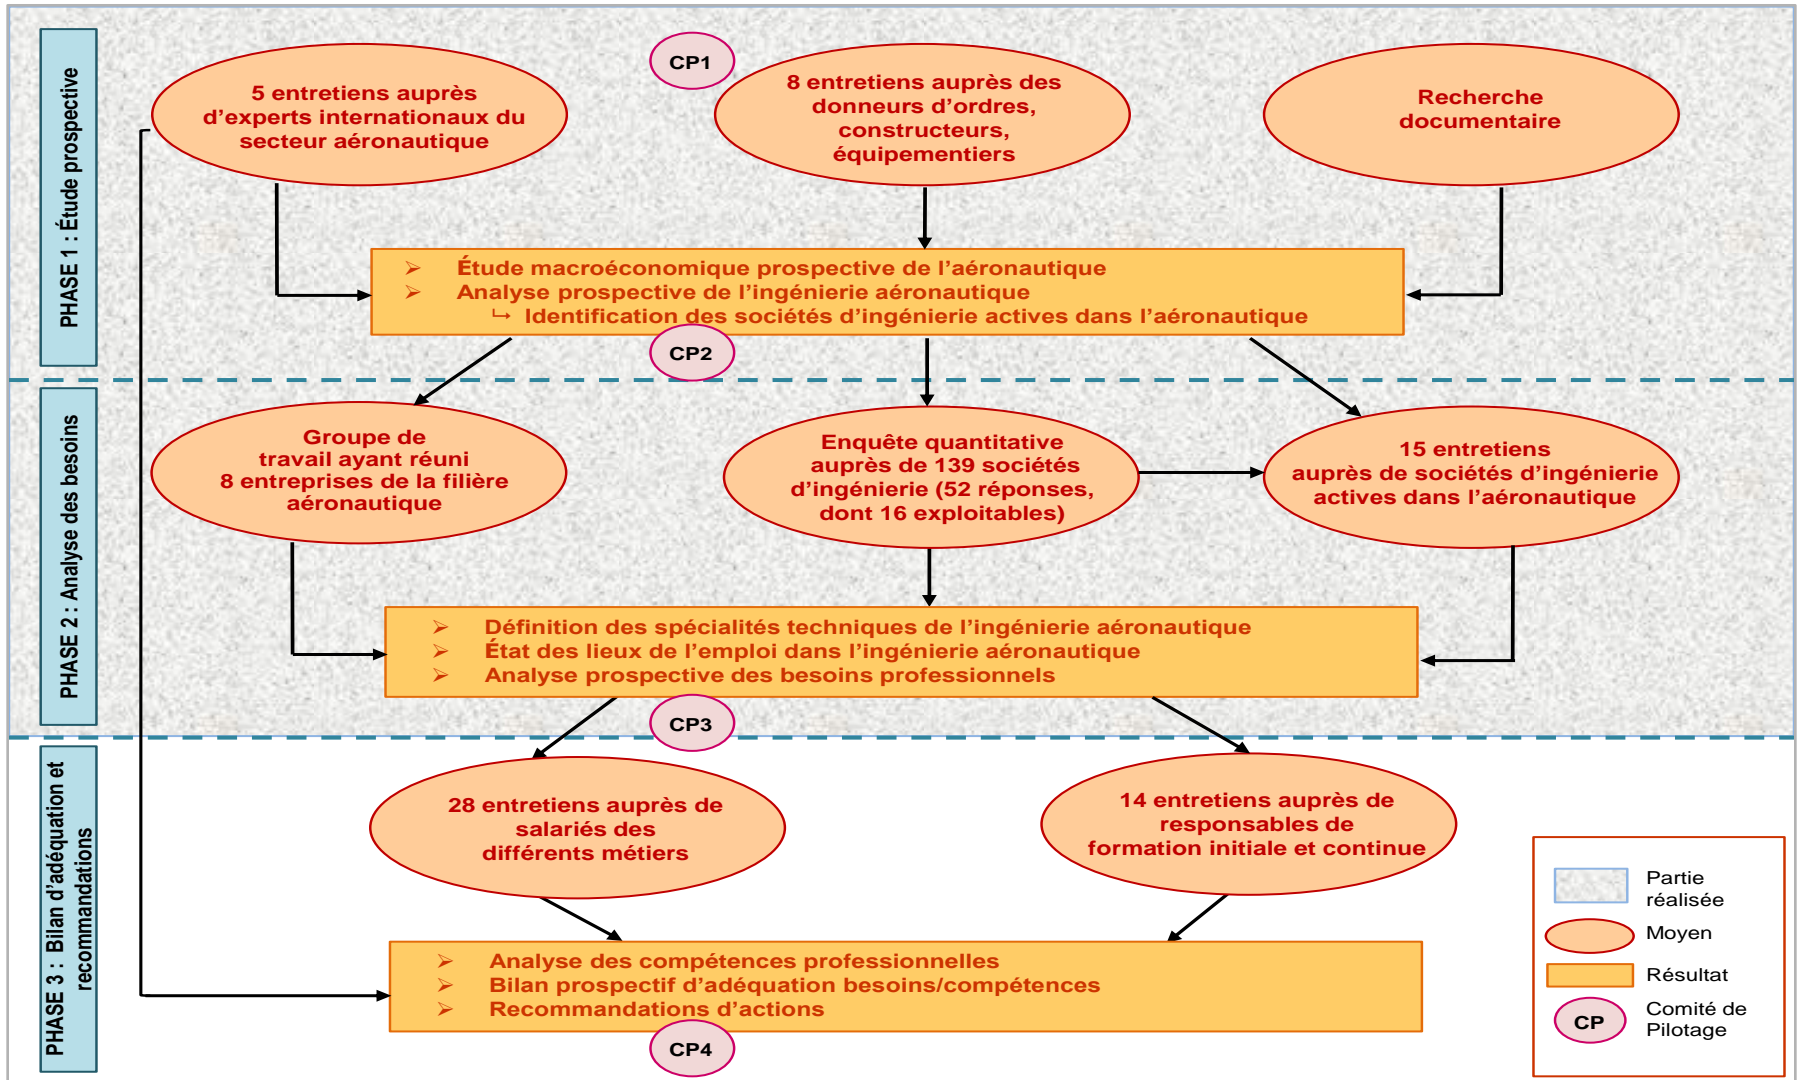 PHASE 1 : Étude prospective
5 entretiens auprès
d’experts internationaux du
secteur aéronautique
CP1
8 entretiens auprès des
donneurs d’ordres,
constructeurs,
équipementiers
Recherche
documentaire
➢ Étude macroéconomique prospective de l’aéronautique
➢ Analyse prospective de l’ingénierie aéronautique
↳ Identification des sociétés d’ingénierie actives dans l’aéronautique
CP2
PHASE 2 : Analyse des besoins
Groupe de
travail ayant réuni
8 entreprises de la filière
aéronautique
Enquête quantitative
auprès de 139 sociétés
d’ingénierie (52 réponses,
dont 16 exploitables)
15 entretiens
auprès de sociétés d’ingénierie
actives dans l’aéronautique
➢ Définition des spécialités techniques de l’ingénierie aéronautique
➢ État des lieux de l’emploi dans l’ingénierie aéronautique
➢ Analyse prospective des besoins professionnels
CP3
PHASE 3 : Bilan d’adéquation et
recommandations
28 entretiens auprès de
salariés des
différents métiers
14 entretiens auprès de
responsables de
formation initiale et continue
➢ Analyse des compétences professionnelles
➢ Bilan prospectif d’adéquation besoins/compétences
➢ Recommandations d’actions
CP4
Partie
réalisée
Moyen
Résultat
CP
Comité de
Pilotage